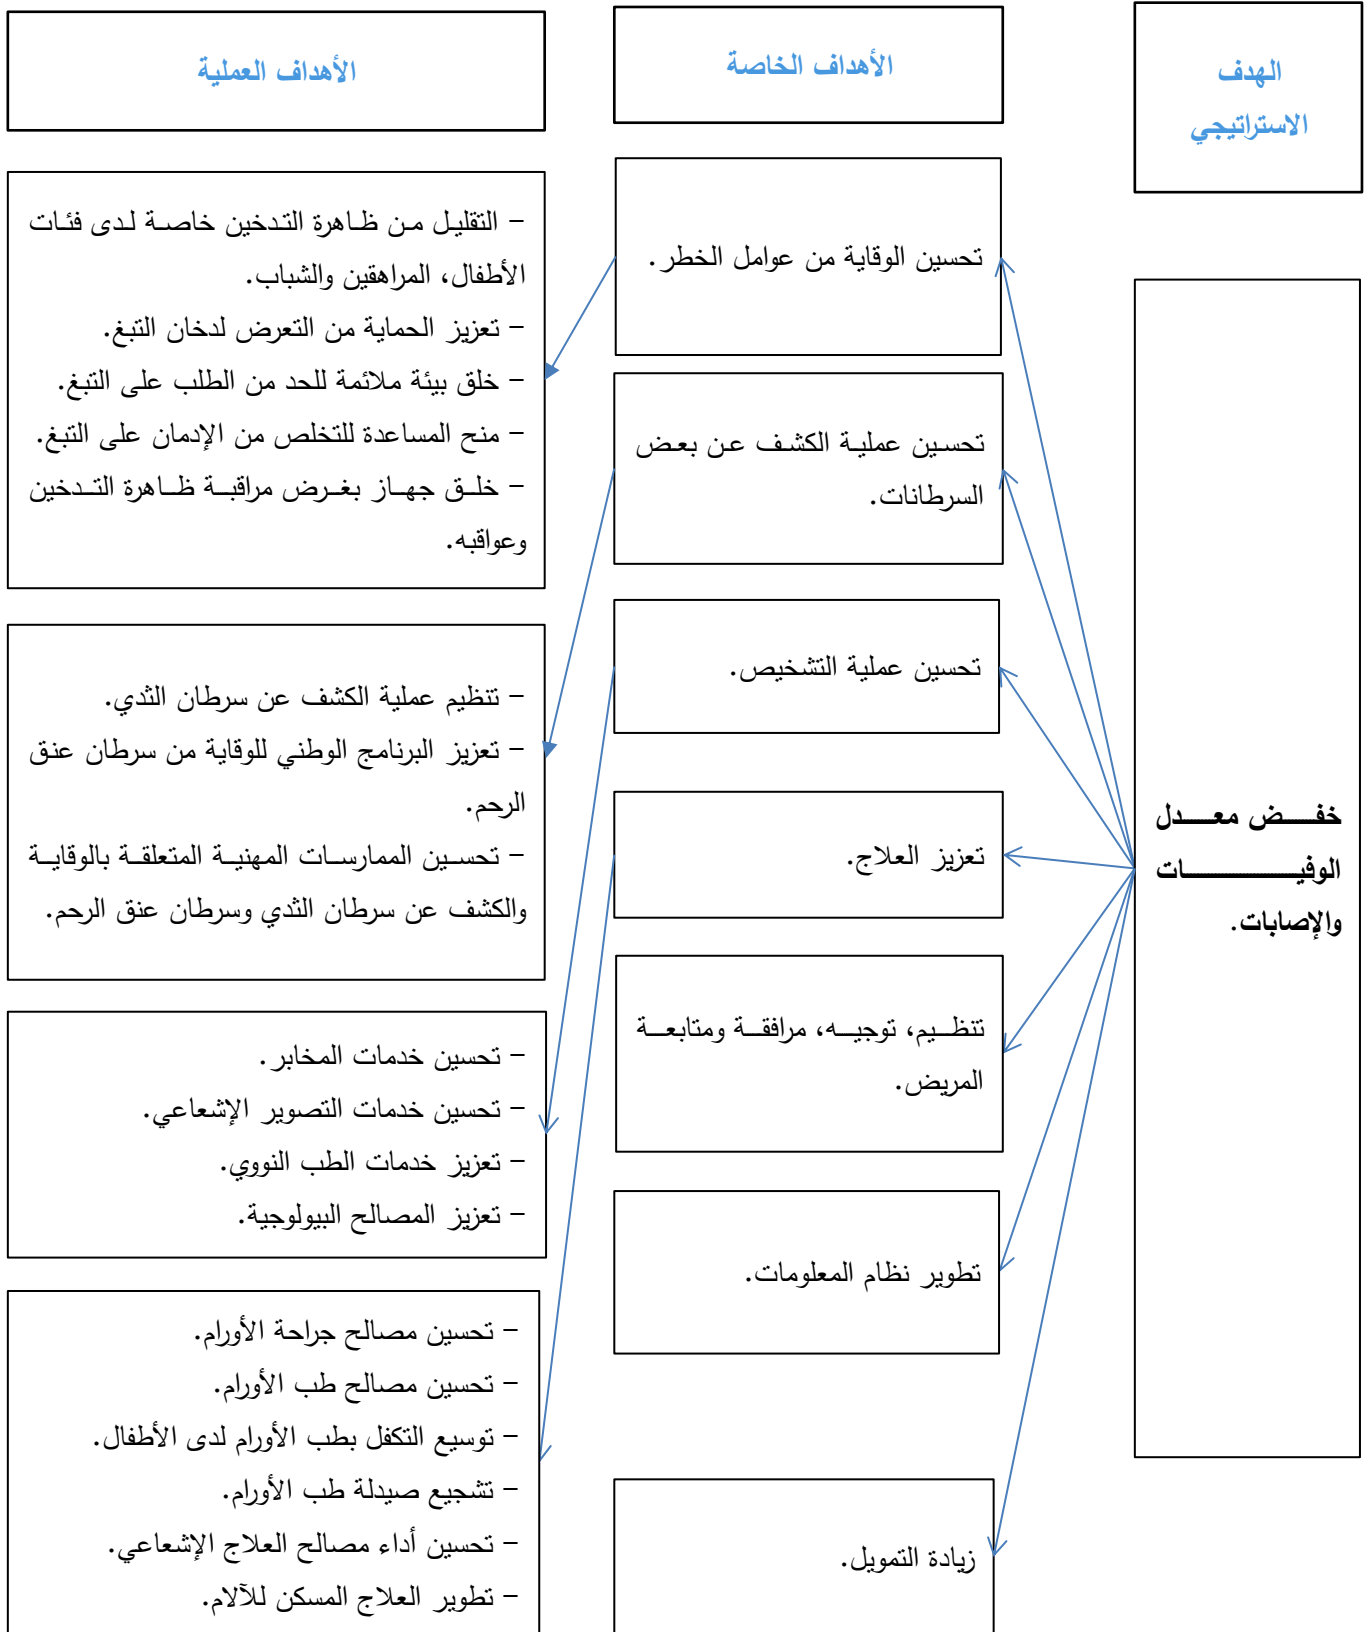 الهدف
الاستراتيجي
الأهداف الخاصة
الأهداف العملية
خفض معدل
الوفيات
والإصابات.
تحسين الوقاية من عوامل الخطر.
تحسين عملية الكشف عن بعض
السرطانات.
تحسين عملية التشخيص.
تعزيز العلاج.
تنظيم، توجيه، مرافقة ومتابعة
المريض.
تطوير نظام المعلومات.
زيادة التمويل.
- التقليل من ظاهرة التدخين خاصة لدى فئات
الأطفال، المراهقين والشباب.
- تعزيز الحماية من التعرض لدخان التبغ.
- خلق بيئة ملائمة للحد من الطلب على التبغ.
- منح المساعدة للتخلص من الإدمان على التبغ.
- خلق جهاز بغرض مراقبة ظاهرة التدخين
وعواقبه.
- تنظيم عملية الكشف عن سرطان الثدي.
- تعزيز البرنامج الوطني للوقاية من سرطان عنق
الرحم.
- تحسين الممارسات المهنية المتعلقة بالوقاية
والكشف عن سرطان الثدي وسرطان عنق الرحم.
- تحسين خدمات المخابر.
- تحسين خدمات التصوير الإشعاعي.
- تعزيز خدمات الطب النووي.
- تعزيز المصالح البيولوجية.
- تحسين مصالح جراحة الأورام.
- تحسين مصالح طب الأورام.
- توسيع التكفل بطب الأورام لدى الأطفال.
- تشجيع صيدلة طب الأورام.
- تحسين أداء مصالح العلاج الإشعاعي.
- تطوير العلاج المسكن للآلام.